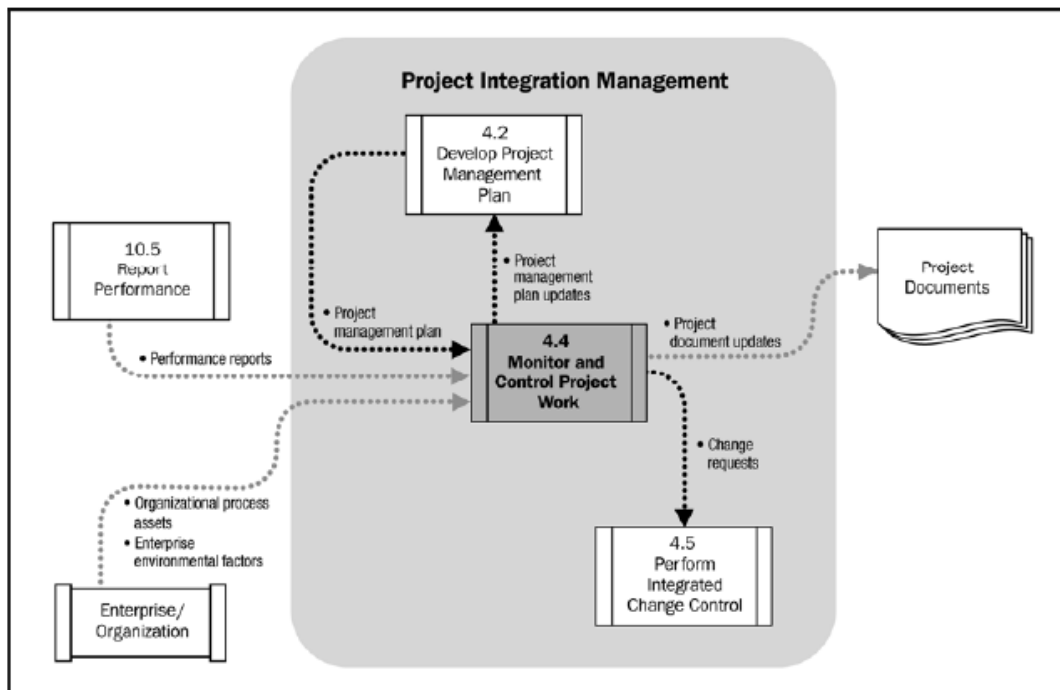 Project Integration Management
4.2
Develop Project
Management
Plan
10.5
Report
Performance
• Project
management
plan updates
Project
Documents
• Project
management plan
• Project
document updates
• Performance reports
4.4
Monitor and
Control Project
Work
• Change
requests
• Organizational process
assets
• Enterprise
environmental factors
4.5
Perform
Integrated
Change Control
Enterprise/
Organization